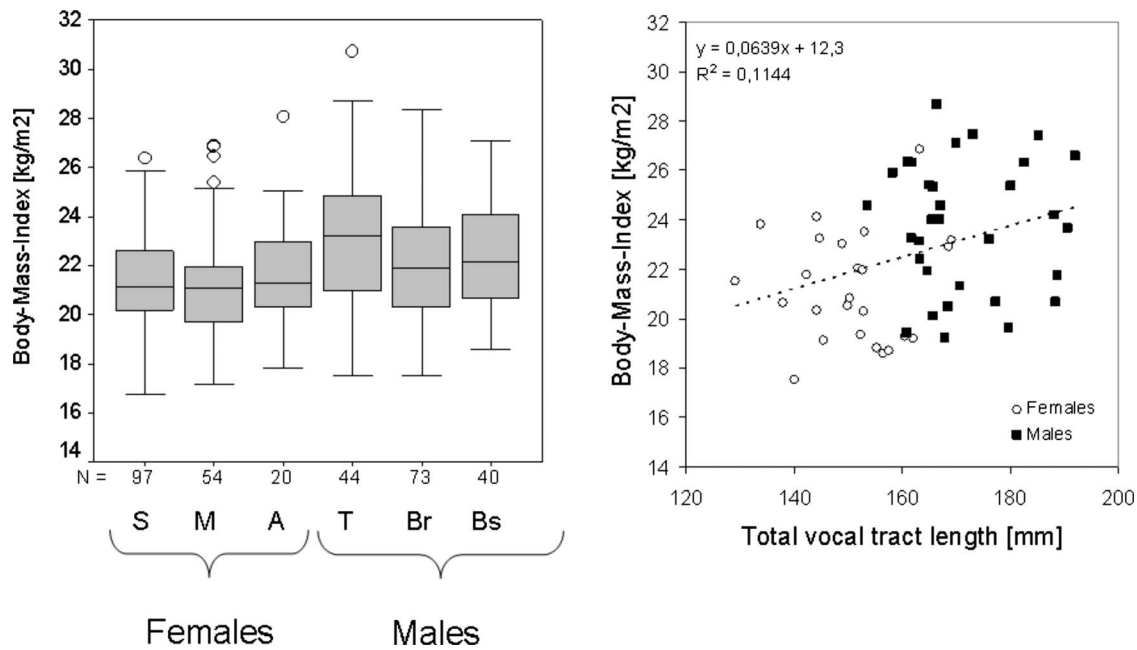 Body-Mass-Index [kg/m2]
32
30
28
26
24
22
20
18
16
14
N = 97 54 20 44 73 40
S M A T Br Bs
Females Males
Body-Mass-Index [kg/m2]
32
30
28
26
24
22
20
18
16
14
y = 0,0639x + 12,3
R² = 0,1144
Females
Males
120 140 160 180 200
Total vocal tract length [mm]